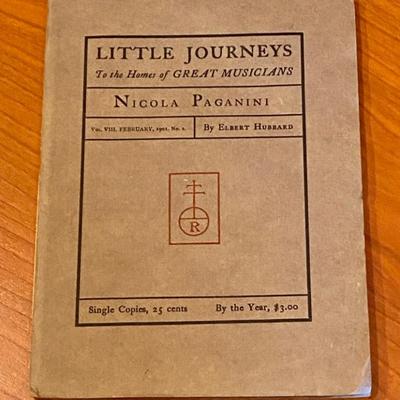 LITTLE JOURNEYS
To the Homes of GREAT MUSICIANS
NICOLA PAGANINI
VOL. VIII. FEBRUARY, 1901. No. 2. By ELBERT HUBBARD
R
Single Copies, 25 cents By the Year, $3.00